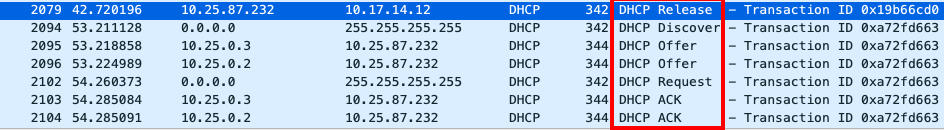 2079 42.720196 10.25.87.232 10.17.14.12 DHCP 342 DHCP Release – Transaction ID 0x19b66cd0
2094 53.211128 0.0.0.0 255.255.255.255 DHCP 342 DHCP Discover – Transaction ID 0xa72fd663
2095 53.218858 10.25.0.3 10.25.87.232 DHCP 344 DHCP Offer – Transaction ID 0xa72fd663
2096 53.224989 10.25.0.2 10.25.87.232 DHCP 344 DHCP Offer – Transaction ID 0xa72fd663
2102 54.260373 0.0.0.0 255.255.255.255 DHCP 342 DHCP Request – Transaction ID 0xa72fd663
2103 54.285084 10.25.0.3 10.25.87.232 DHCP 344 DHCP ACK – Transaction ID 0xa72fd663
2104 54.285091 10.25.0.2 10.25.87.232 DHCP 344 DHCP ACK – Transaction ID 0xa72fd663